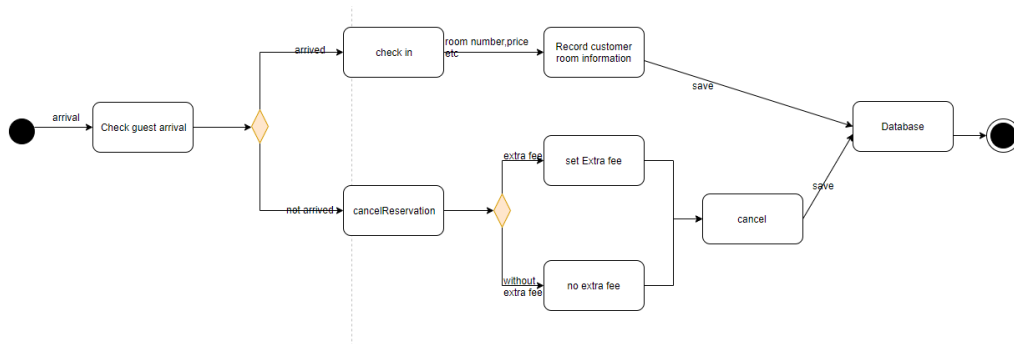 arrival
Check guest arrival
arrived
check in
room number,price
etc
Record customer
room information
save
Database
not arrived
cancelReservation
extra fee
set Extra fee
without
extra fee
no extra fee
cancel
save